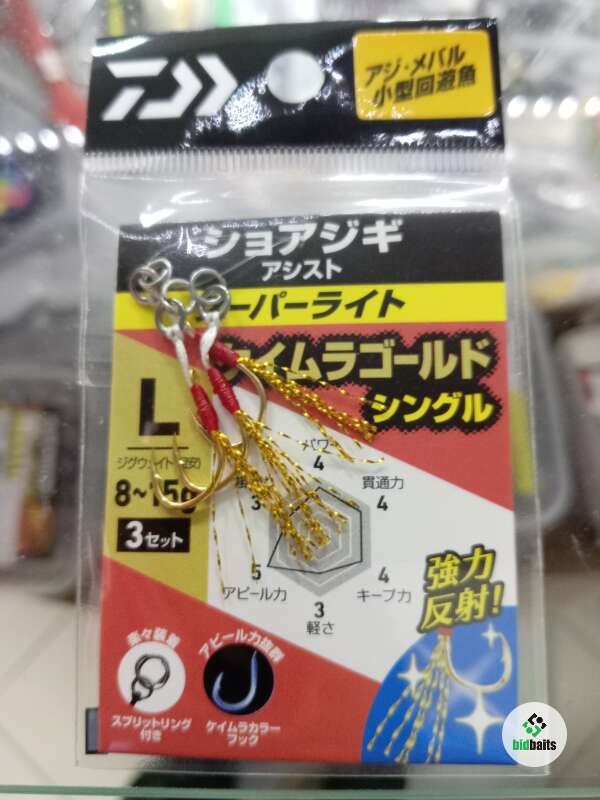 アジ・メバル
小型回遊魚
ショアジギ
アシスト
ーパーライト
ケイムラゴールド
シングル
L
8~15g
3セット
パワー
4
貫通力
4
3
5
アピール力
4
キープ力
3
軽さ
強力
反射!
楽々装着
スプリットリング
付き
アピール力抜群
ケイムラカラー
フック
bidbaits